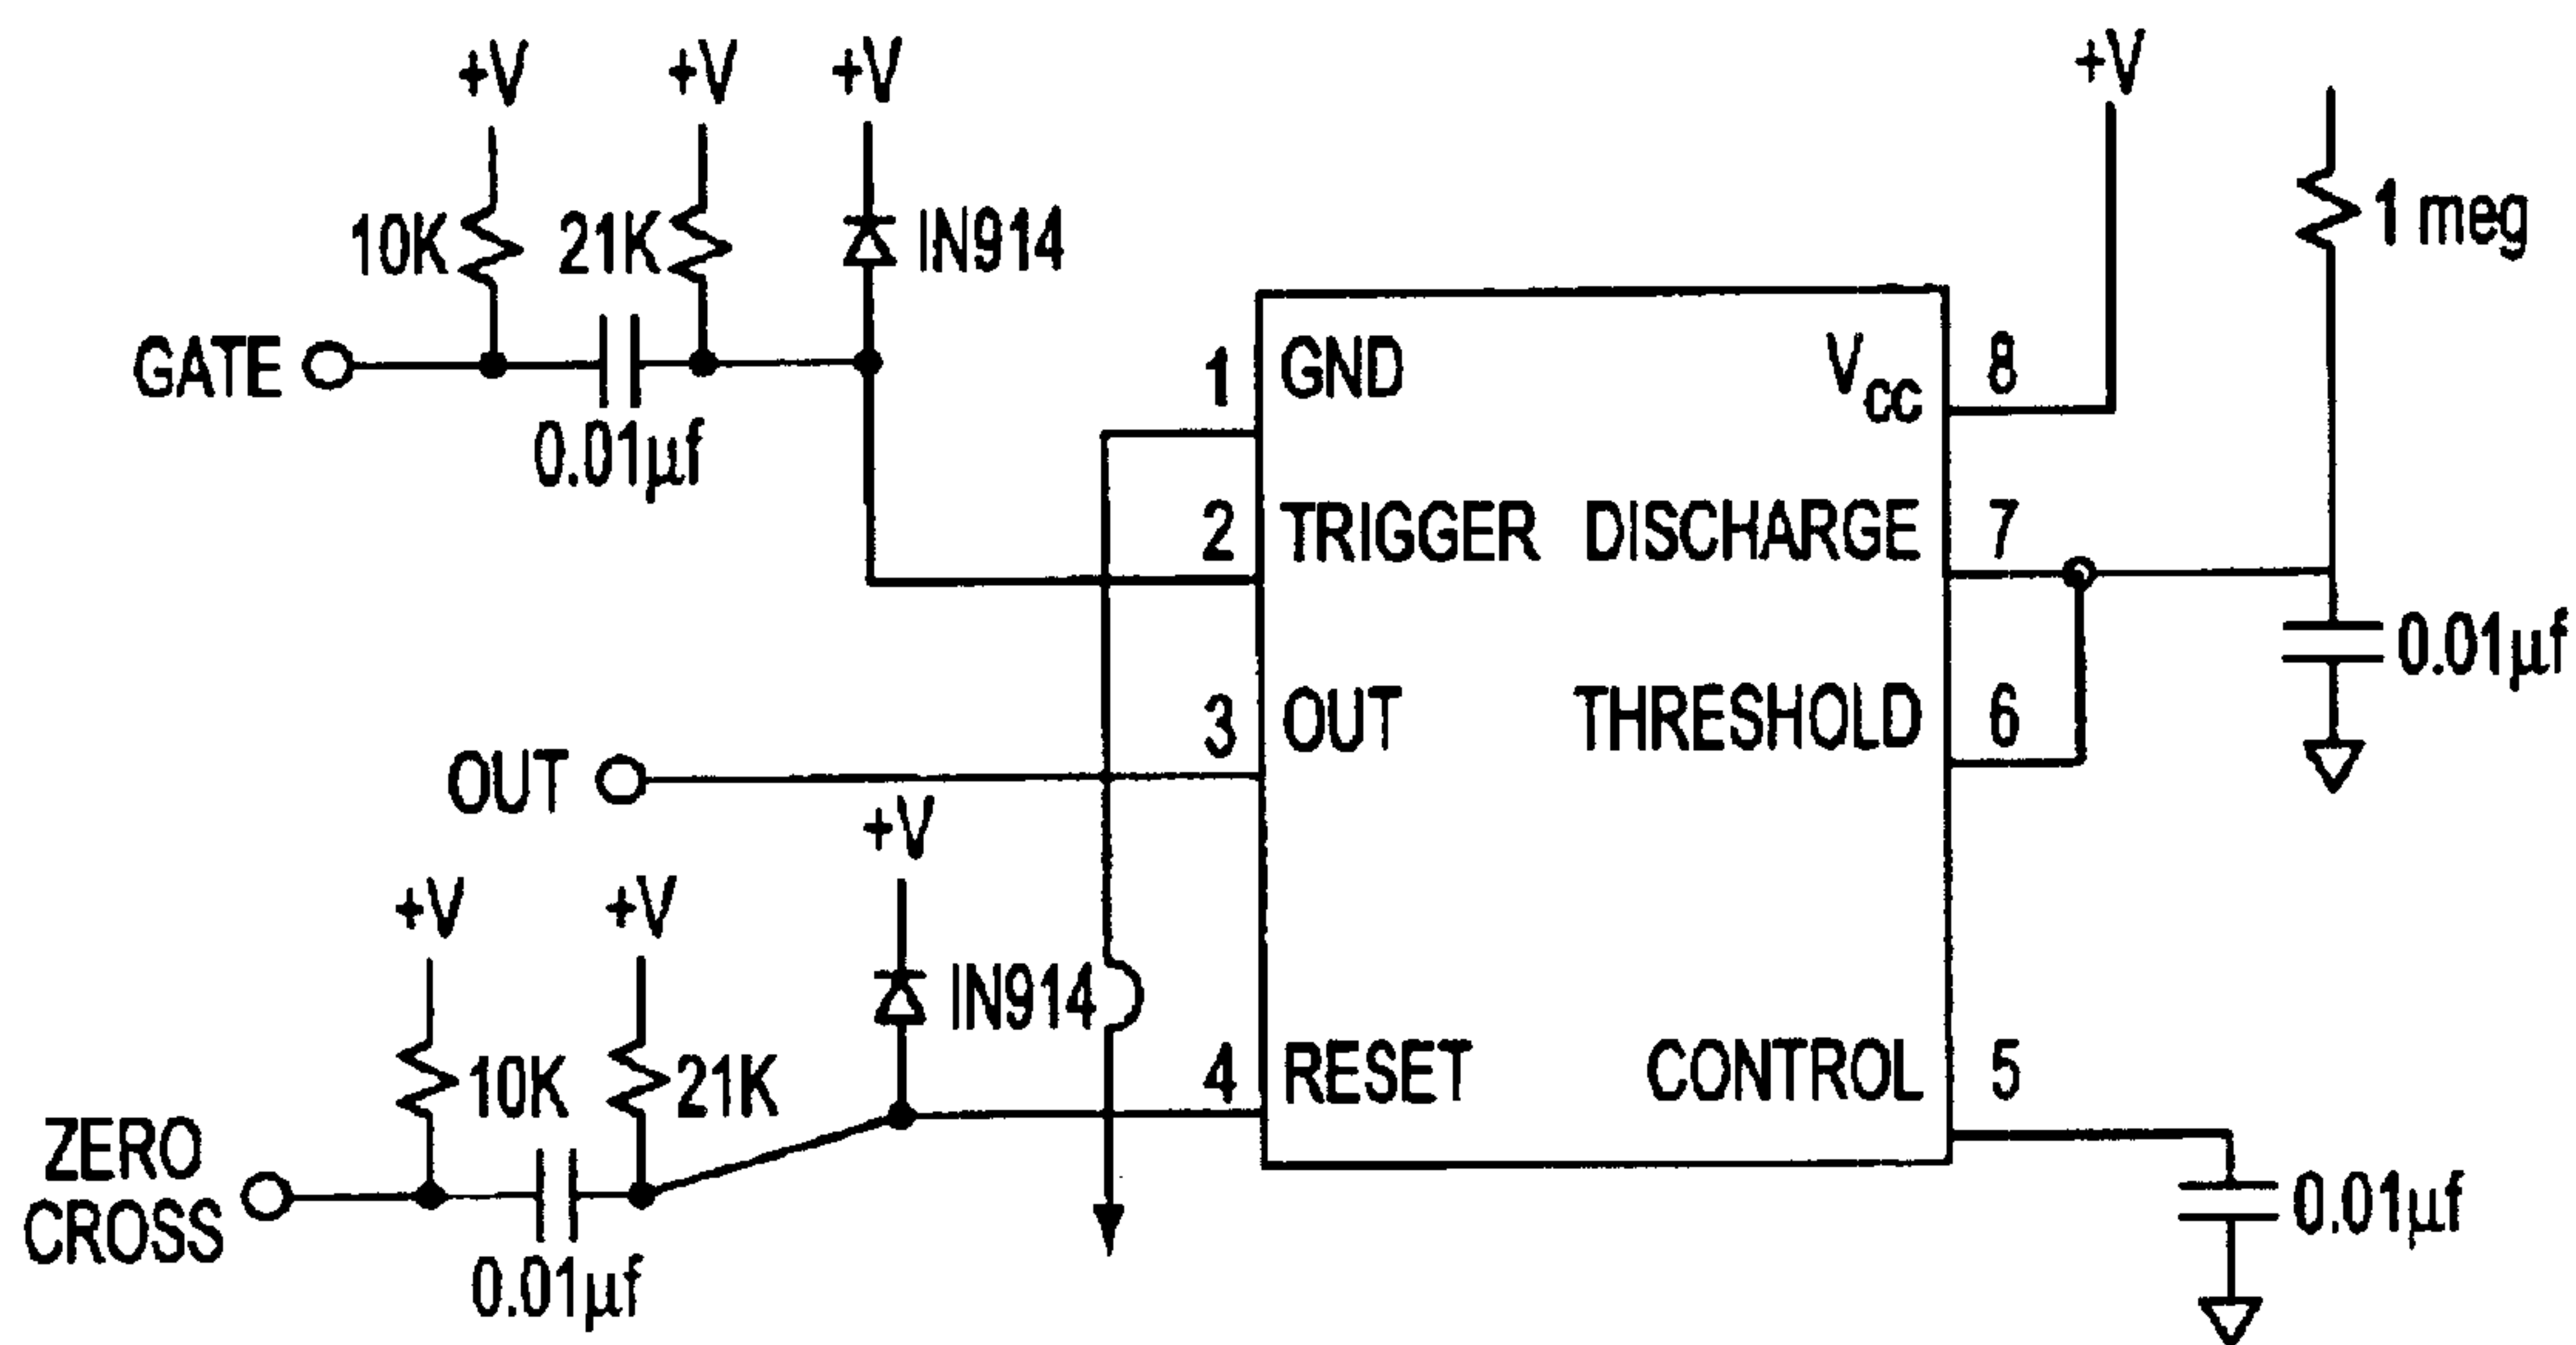 +V
+V
+V
+V
10K
21K
IN914
1 meg
GATE
0.01µf
1 GND
V_CC 8
2 TRIGGER
DISCHARGE 7
3 OUT
THRESHOLD 6
0.01µf
OUT
+V
+V
+V
IN914
10K
21K
4 RESET
CONTROL 5
ZERO
CROSS
0.01µf
0.01µf